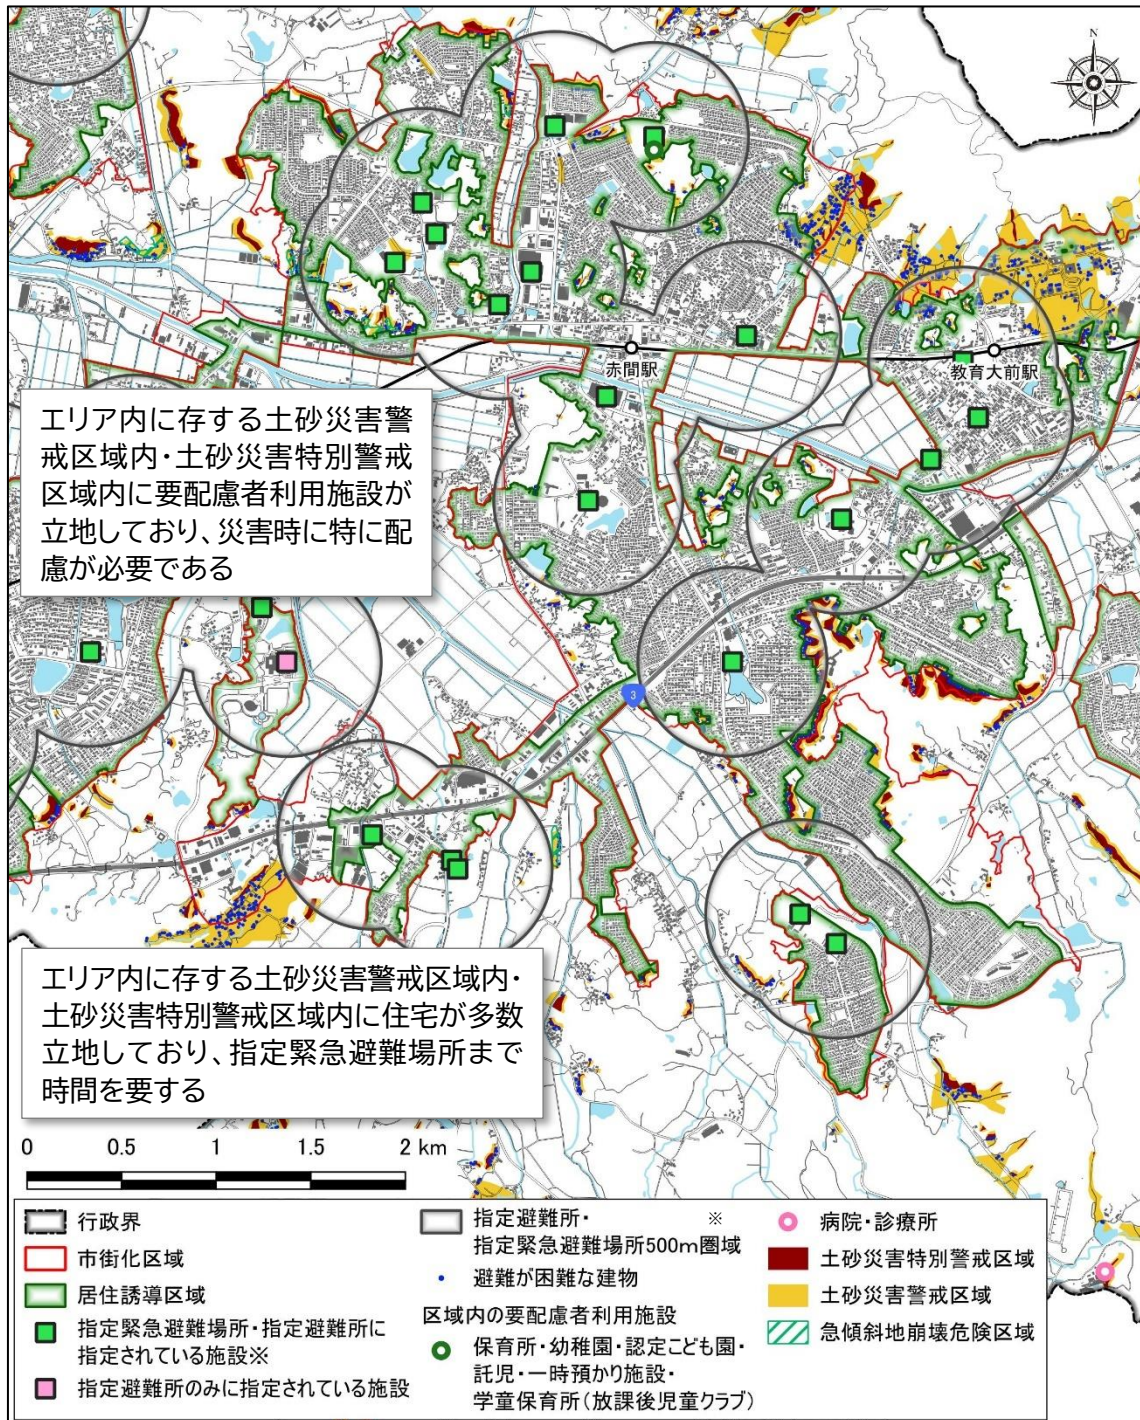 N
赤間駅
教育大前駅
エリア内に存する土砂災害警
戒区域内・土砂災害特別警戒
区域内に要配慮者利用施設が
立地しており、災害時に特に配
慮が必要である
3
エリア内に存する土砂災害警戒区域内・
土砂災害特別警戒区域内に住宅が多数
立地しており、指定緊急避難場所まで
時間を要する
0 0.5 1 1.5 2 km
行政界
市街化区域
居住誘導区域
指定緊急避難場所・指定避難所に
指定されている施設※
指定避難所のみに指定されている施設
指定避難所・ ※
指定緊急避難場所500m圏域
避難が困難な建物
区域内の要配慮者利用施設
保育所・幼稚園・認定こども園・
託児・一時預かり施設・
学童保育所(放課後児童クラブ)
病院・診療所
土砂災害特別警戒区域
土砂災害警戒区域
急傾斜地崩壊危険区域